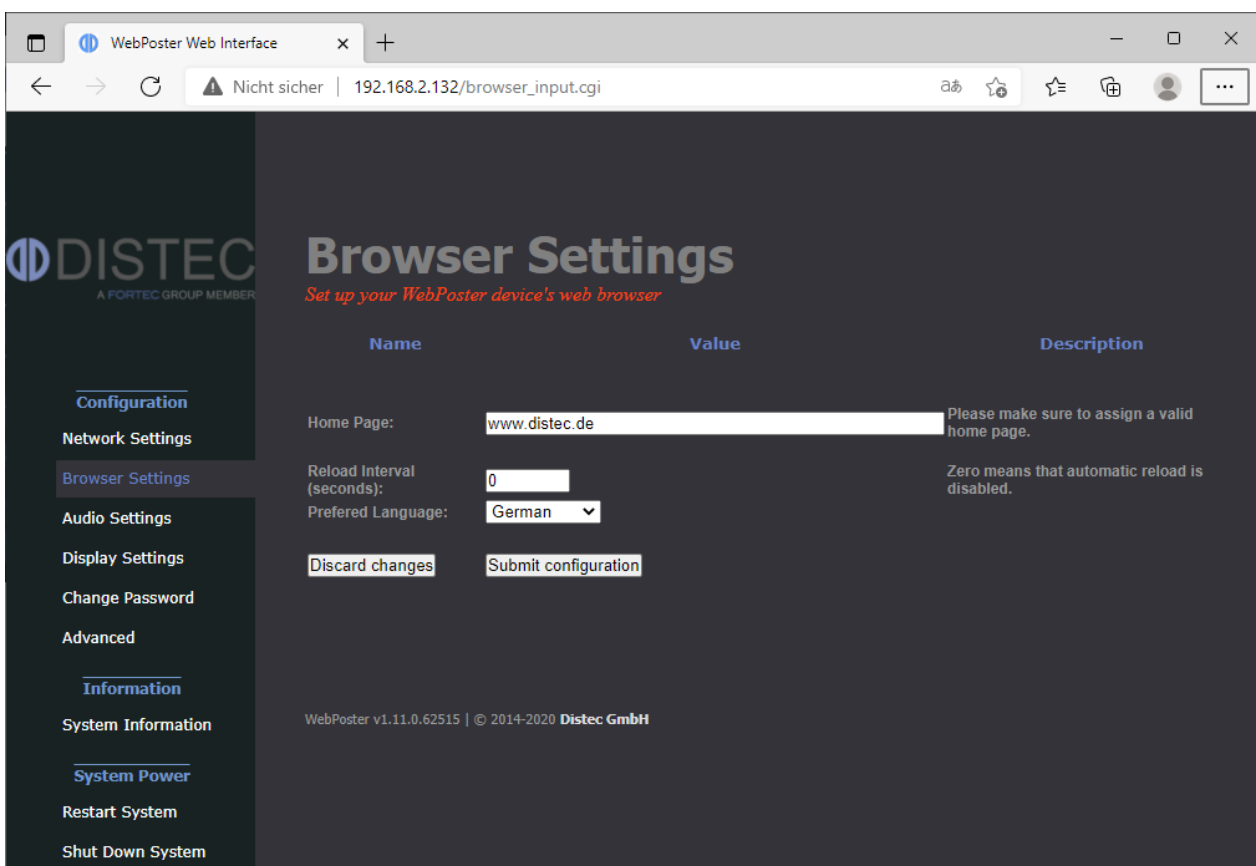 WebPoster Web Interface
Nicht sicher | 192.168.2.132/browser_input.cgi
aあ
DISTEC
A FORTEC GROUP MEMBER
Configuration
Network Settings
Browser Settings
Audio Settings
Display Settings
Change Password
Advanced
Information
System Information
System Power
Restart System
Shut Down System
Browser Settings
Set up your WebPoster device's web browser
Name Value Description
Home Page: www.distec.de Please make sure to assign a valid
home page.
Reload Interval
(seconds): 0 Zero means that automatic reload is
disabled.
Prefered Language: German
Discard changes Submit configuration
WebPoster v1.11.0.62515 | © 2014-2020 Distec GmbH